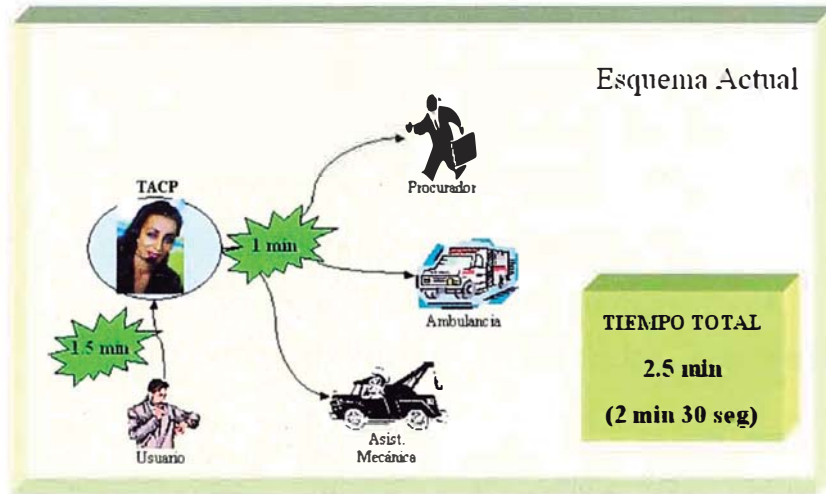 Esquema Actual
Procurador
TACP
1 min
Ambulancia
TIEMPO TOTAL
2.5 min
(2 min 30 seg)
1.5 min
Usuario
Asist.
Mecánica